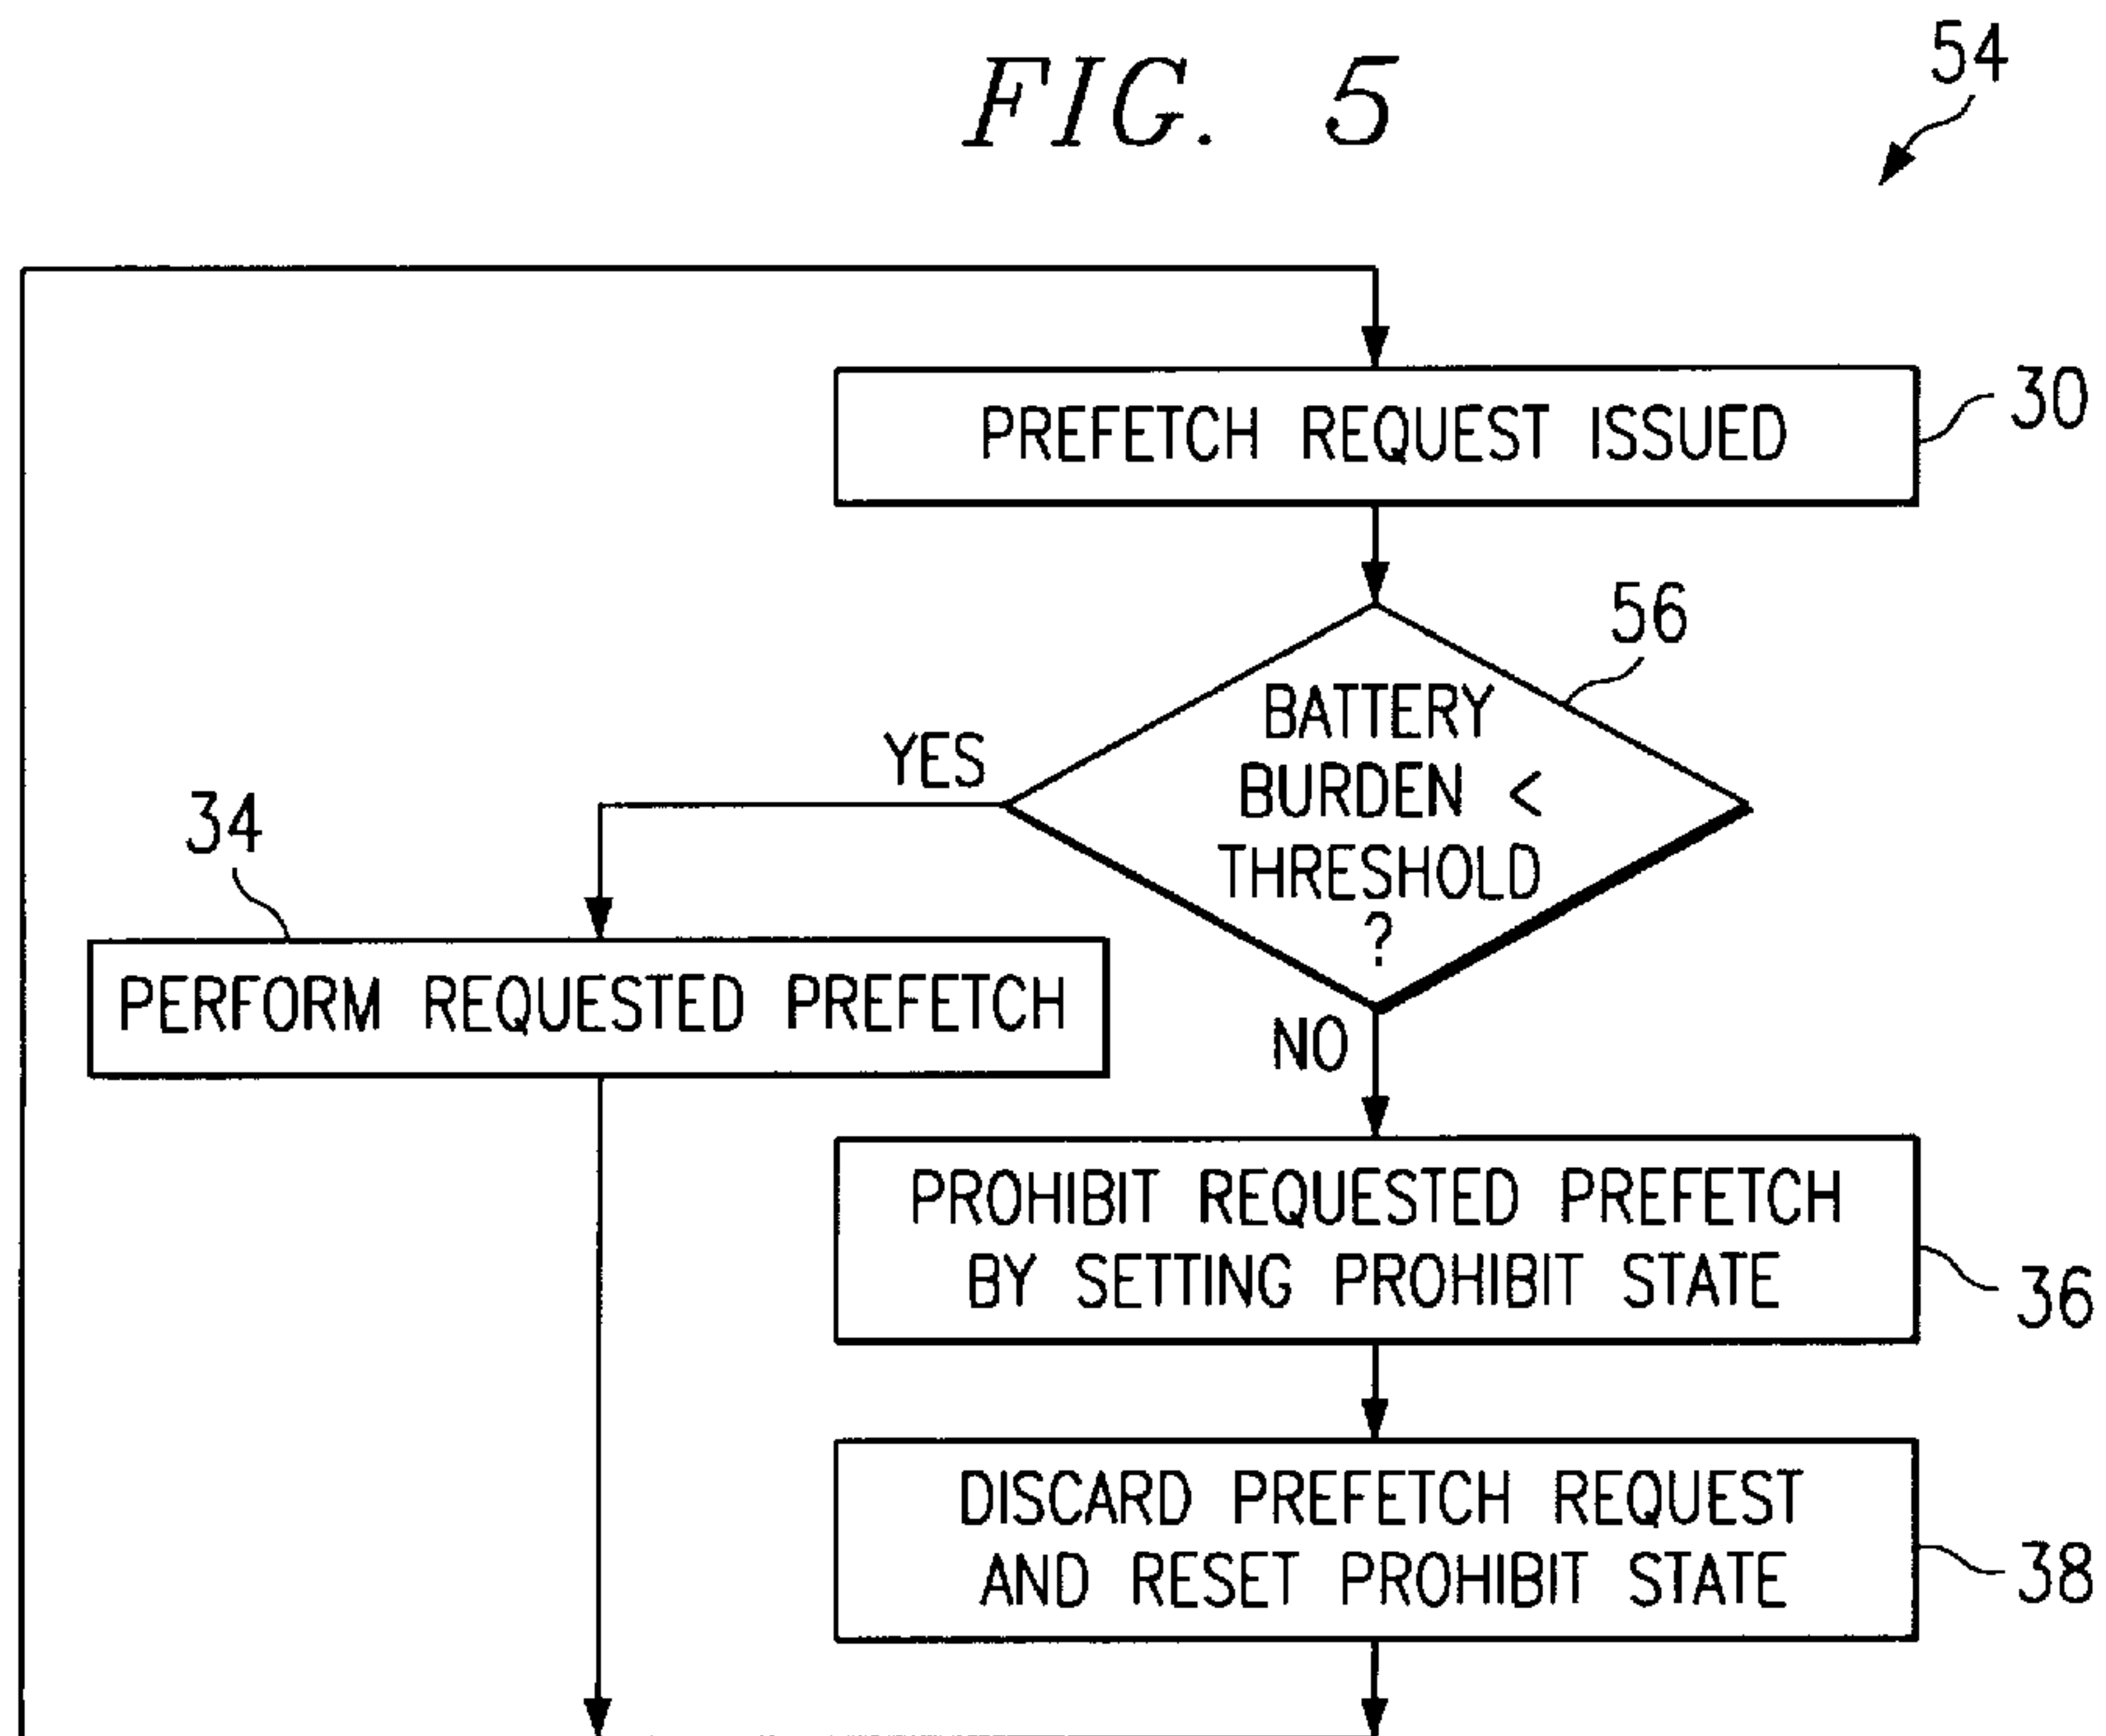 FIG. 5
54
PREFETCH REQUEST ISSUED
30
56
BATTERY
BURDEN <
THRESHOLD
?
YES
34
PERFORM REQUESTED PREFETCH
NO
PROHIBIT REQUESTED PREFETCH
BY SETTING PROHIBIT STATE
36
DISCARD PREFETCH REQUEST
AND RESET PROHIBIT STATE
38